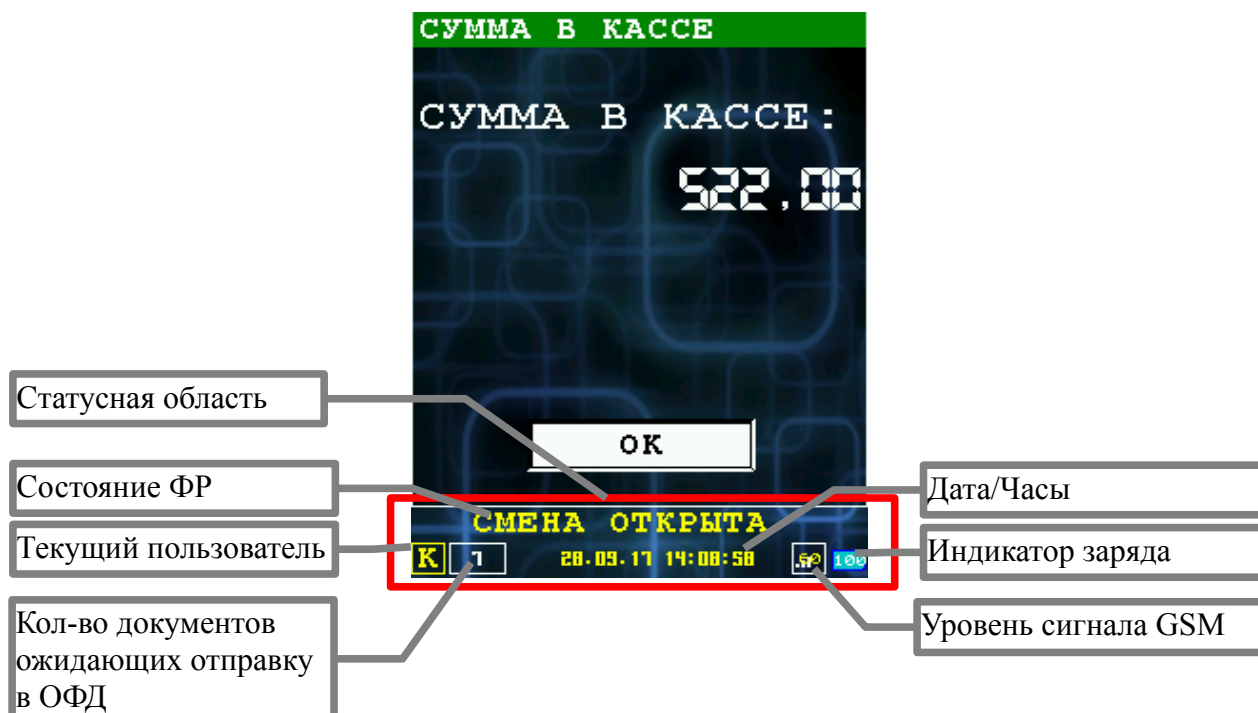 СУММА В КАССЕ
СУММА В КАССЕ:
522,00
Статусная область
ОК
Состояние ФР
Дата/Часы
СМЕНА ОТКРЫТА
Текущий пользователь
К
28.09.17 14:08:58
60
100
Индикатор заряда
Кол-во документов
ожидающих отправку
в ОФД
Уровень сигнала GSM